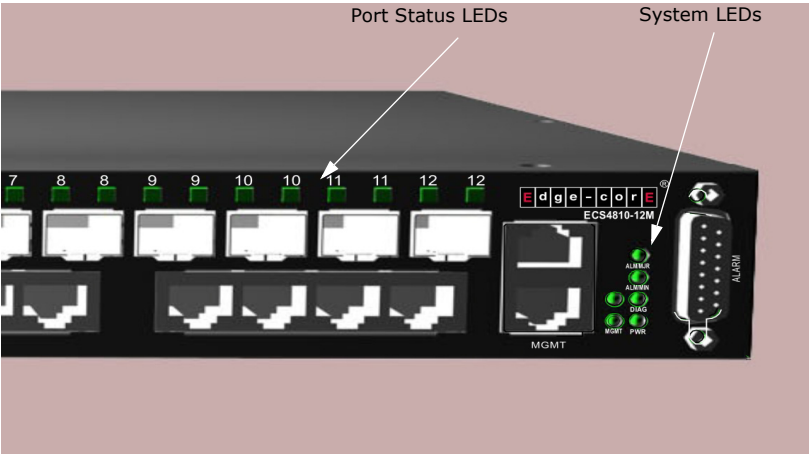 Port Status LEDs
System LEDs
7 8 8 9 9 10 10 11 11 12 12
Edge-corE®
ECS4810-12M
ALM/MJR
ALM/MIN
DIAG
MGMT PWR
MGMT
ALARM